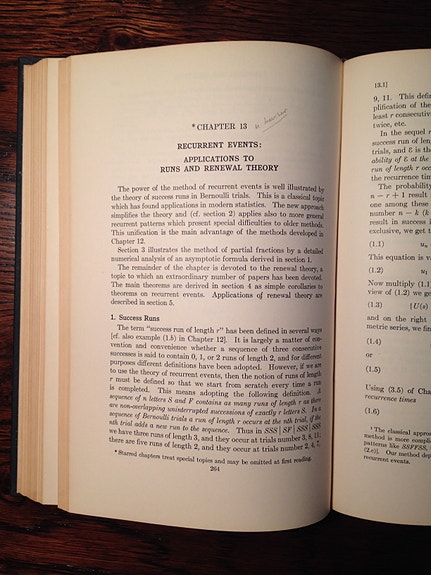 *CHAPTER 13
RECURRENT EVENTS:
APPLICATIONS TO
RUNS AND RENEWAL THEORY
The power of the method of recurrent events is well illustrated by
the theory of success runs in Bernoulli trials. This is a classical topic
which has found applications in modern statistics. The new approach
simplifies the theory and (cf. section 2) applies also to more general
recurrent patterns which present special difficulties to older methods.
This unification is the main advantage of the methods developed in
Chapter 12.
Section 3 illustrates the method of partial fractions by a detailed
numerical analysis of an asymptotic formula derived in section 1.
The remainder of the chapter is devoted to the renewal theory, a
topic to which an extraordinary number of papers has been devoted.
The main theorems are derived in section 4 as simple corollaries to
theorems on recurrent events. Applications of renewal theory are
described in section 5.
1. Success Runs
The term "success run of length r" has been defined in several ways
[cf. also example (1.b) in Chapter 12]. It is largely a matter of con-
vention and convenience whether a sequence of three consecutive
successes is said to contain 0, 1, or 2 runs of length 2, and for different
purposes different definitions have been adopted. However, if we are
to use the theory of recurrent events, then the notion of runs of length
r must be defined so that we start from scratch every time a run
is completed. This means adopting the following definition. A
sequence of n letters S and F contains as many runs of length r as there
are non-overlapping uninterrupted successions of exactly r letters S. In a
sequence of Bernoulli trials a run of length r occurs at the nth trial, if the
nth trial adds a new run to the sequence. Thus in SSS | SF | SSS | SSS
we have three runs of length 3, and they occur at trials number 3, 8, 11;
there are five runs of length 2, and they occur at trials number 2, 4, 7,
* Starred chapters treat special topics and may be omitted at first reading.
264
13.1]
9, 11. This defi
plification of the
least r consecutiv
twice, etc.
In the sequel r
success run of leng
trials, and ℰ is the
ability of ℰ at the
run of length r oc
the recurrence tim
The probability
n − r + 1 result
one among these
number n − k (k
result in success i
exclusive, we get t
(1.1) u
This equation is va
(1.2) u
Now multiply (1.1
view of (1.2) we ge
(1.3) {U(s)
and on the right
metric series, we fin
(1.4)
or
(1.5)
Using (3.5) of Cha
recurrence times
(1.6)
1 The classical appro
method is more complic
patterns like SSFFSS,
(2.c)]. Our method dep
recurrent events.